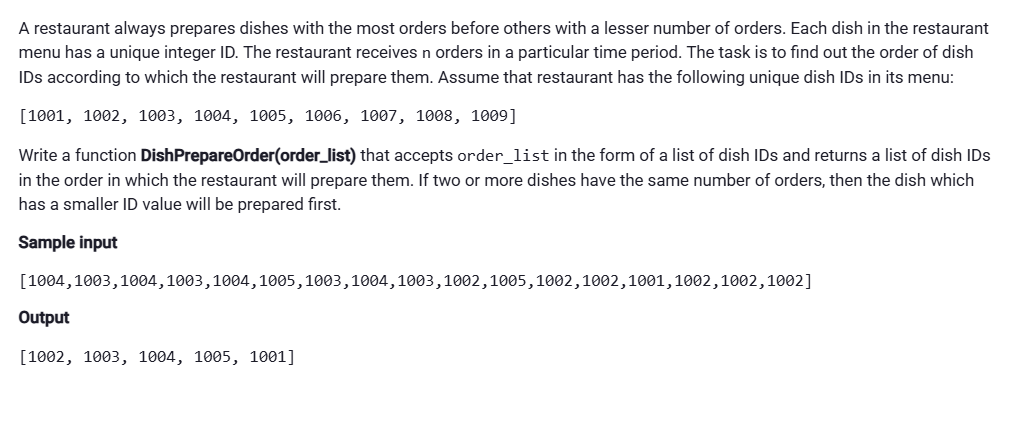 A restaurant always prepares dishes with the most orders before others with a lesser number of orders. Each dish in the restaurant
menu has a unique integer ID. The restaurant receives n orders in a particular time period. The task is to find out the order of dish
IDs according to which the restaurant will prepare them. Assume that restaurant has the following unique dish IDs in its menu:
[1001, 1002, 1003, 1004, 1005, 1006, 1007, 1008, 1009]
Write a function DishPrepareOrder(order_list) that accepts order_list in the form of a list of dish IDs and returns a list of dish IDs
in the order in which the restaurant will prepare them. If two or more dishes have the same number of orders, then the dish which
has a smaller ID value will be prepared first.
Sample input
[1004,1003,1004,1003,1004,1005,1003,1004,1003,1002,1005,1002,1002,1001,1002,1002,1002]
Output
[1002, 1003, 1004, 1005, 1001]